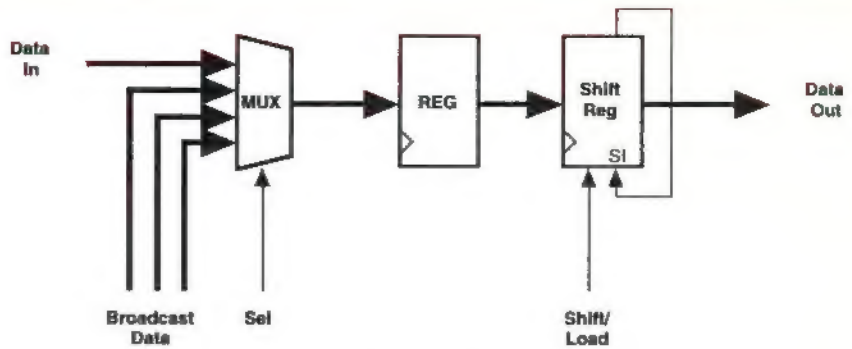 Data
In
MUX
REG
Shift
Reg
SI
Data
Out
Broadcast
Data
Sel
Shift/
Load